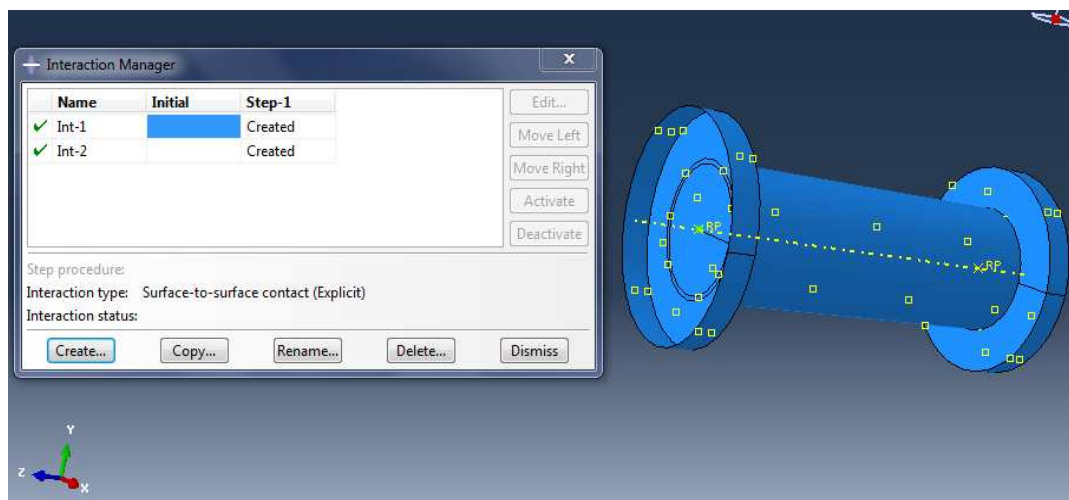 Interaction Manager
x
Name Initial Step-1
Int-1 Created
Int-2 Created
Edit...
Move Left
Move Right
Activate
Deactivate
Step procedure:
Interaction type: Surface-to-surface contact (Explicit)
Interaction status:
Create... Copy... Rename... Delete... Dismiss
RP
RP
Y
Z
X